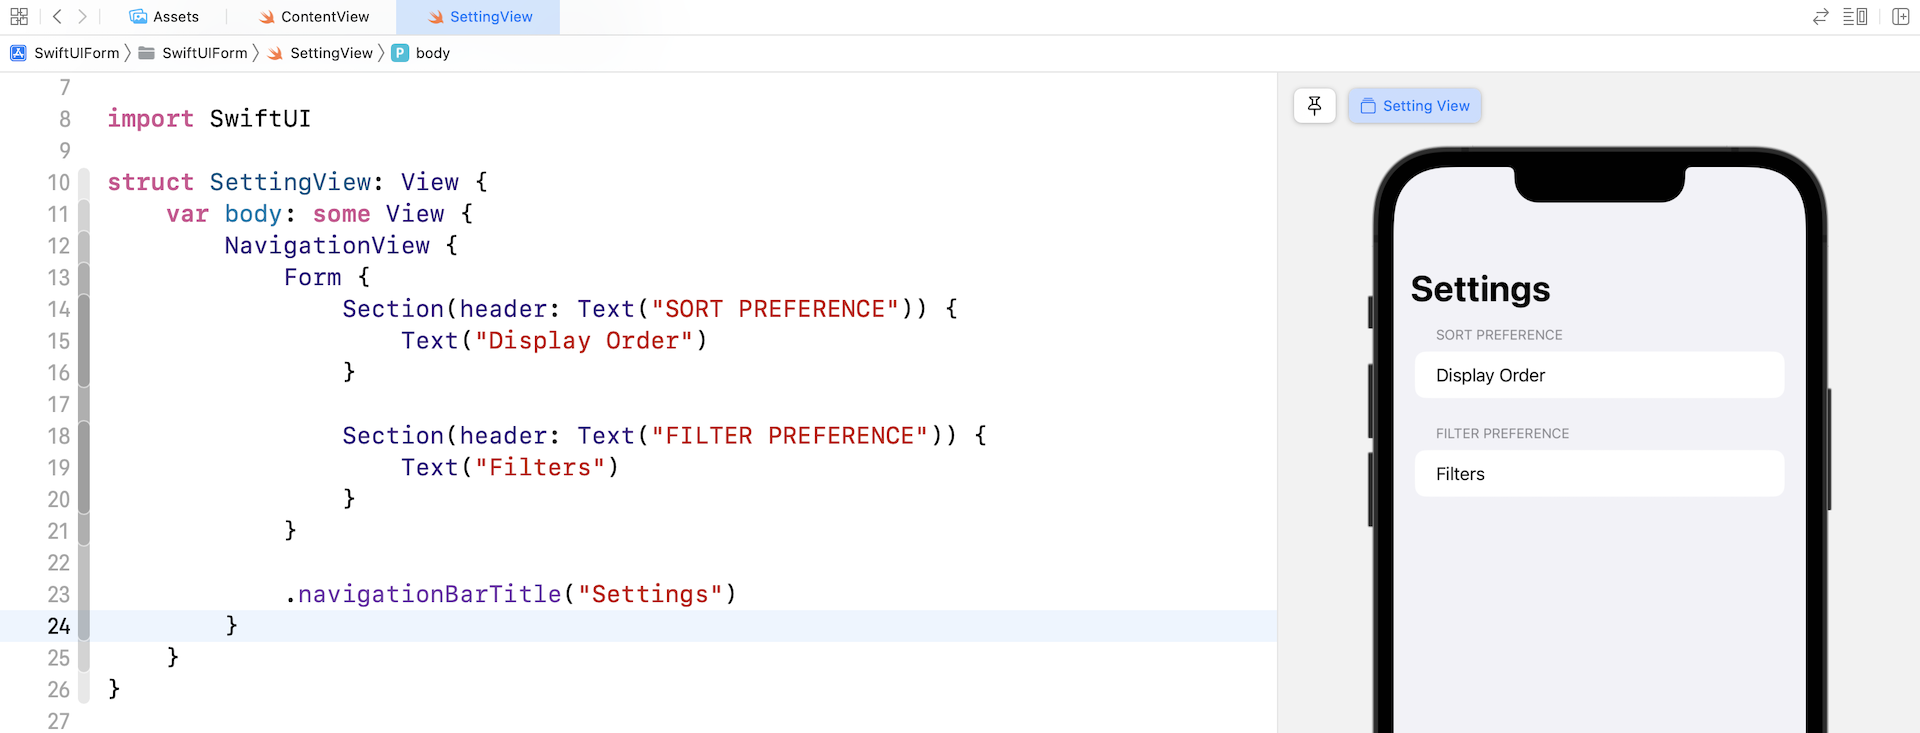 Assets
ContentView
SettingView
SwiftUIForm
SwiftUIForm
SettingView
P body
7
8 import SwiftUI
9
10 struct SettingView: View {
11 var body: some View {
12 NavigationView {
13 Form {
14 Section(header: Text("SORT PREFERENCE")) {
15 Text("Display Order")
16 }
17
18 Section(header: Text("FILTER PREFERENCE")) {
19 Text("Filters")
20 }
21 }
22
23 .navigationBarTitle("Settings")
24 }
25 }
26 }
27
Setting View
Settings
SORT PREFERENCE
Display Order
FILTER PREFERENCE
Filters